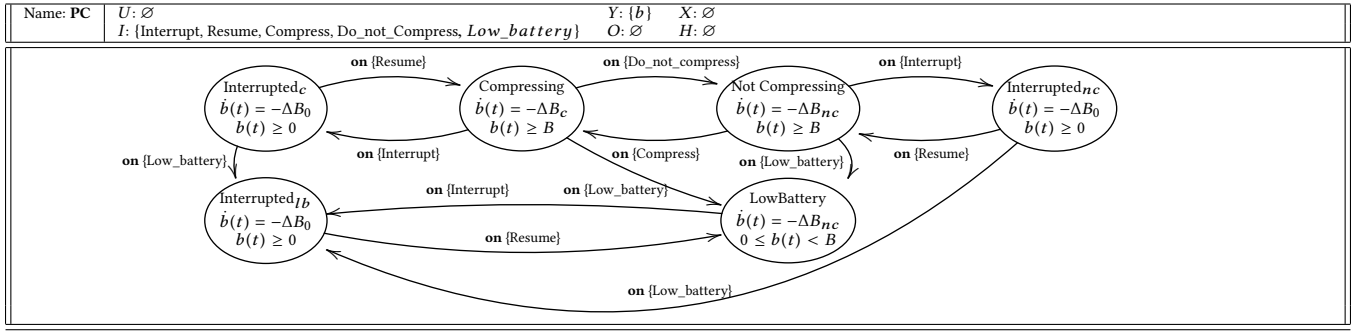 Name: PC U: ∅ Y: {b} X: ∅
I: {Interrupt, Resume, Compress, Do_not_Compress, Low_battery} O: ∅ H: ∅
on {Resume} on {Do_not_compress} on {Interrupt}
Interrupted_c Compressing Not Compressing Interrupted_nc
ḃ(t) = −ΔB_0 ḃ(t) = −ΔB_c ḃ(t) = −ΔB_nc ḃ(t) = −ΔB_0
b(t) ≥ 0 b(t) ≥ B b(t) ≥ B b(t) ≥ 0
on {Interrupt} on {Compress} on {Resume}
on {Low_battery} on {Low_battery}
on {Interrupt} on {Low_battery}
Interrupted_lb LowBattery
ḃ(t) = −ΔB_0 ḃ(t) = −ΔB_nc
b(t) ≥ 0 0 ≤ b(t) < B
on {Resume}
on {Low_battery}